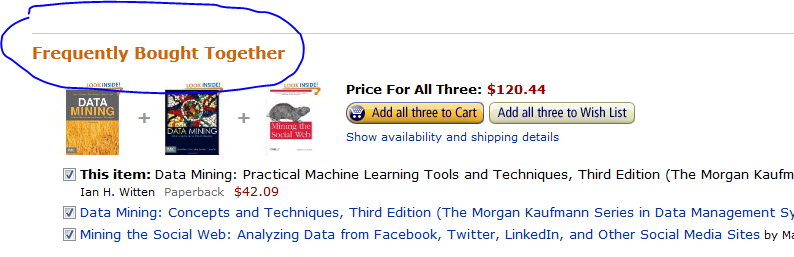 Frequently Bought Together
LOOK INSIDE!
LOOK INSIDE!
LOOK INSIDE!
DATA
MINING
+
DATA MINING
+
Mining the
Social Web
Price For All Three: $120.44
Add all three to Cart
Add all three to Wish List
Show availability and shipping details
This item: Data Mining: Practical Machine Learning Tools and Techniques, Third Edition (The Morgan Kaufm
Ian H. Witten Paperback $42.09
Data Mining: Concepts and Techniques, Third Edition (The Morgan Kaufmann Series in Data Management Sy
Mining the Social Web: Analyzing Data from Facebook, Twitter, LinkedIn, and Other Social Media Sites by Ma